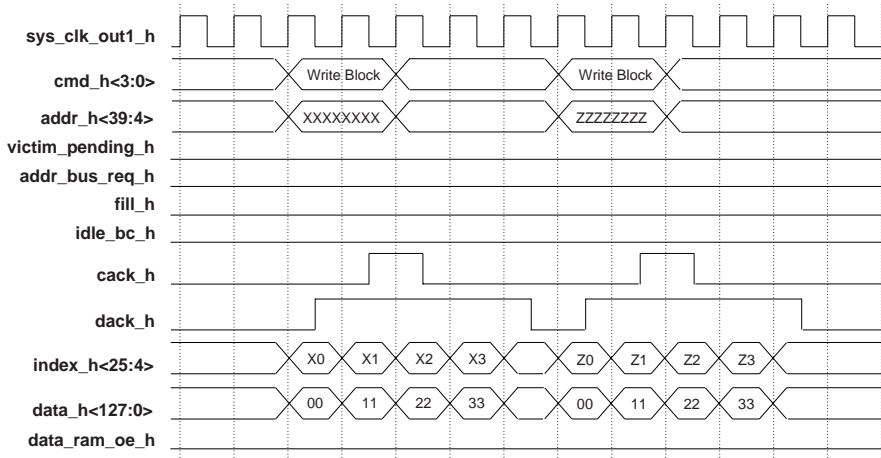 sys_clk_out1_h
cmd_h<3:0> Write Block Write Block
addr_h<39:4> XXXXXXXX ZZZZZZZZ
victim_pending_h
addr_bus_req_h
fill_h
idle_bc_h
cack_h
dack_h
index_h<25:4> X0 X1 X2 X3 Z0 Z1 Z2 Z3
data_h<127:0> 00 11 22 33 00 11 22 33
data_ram_oe_h